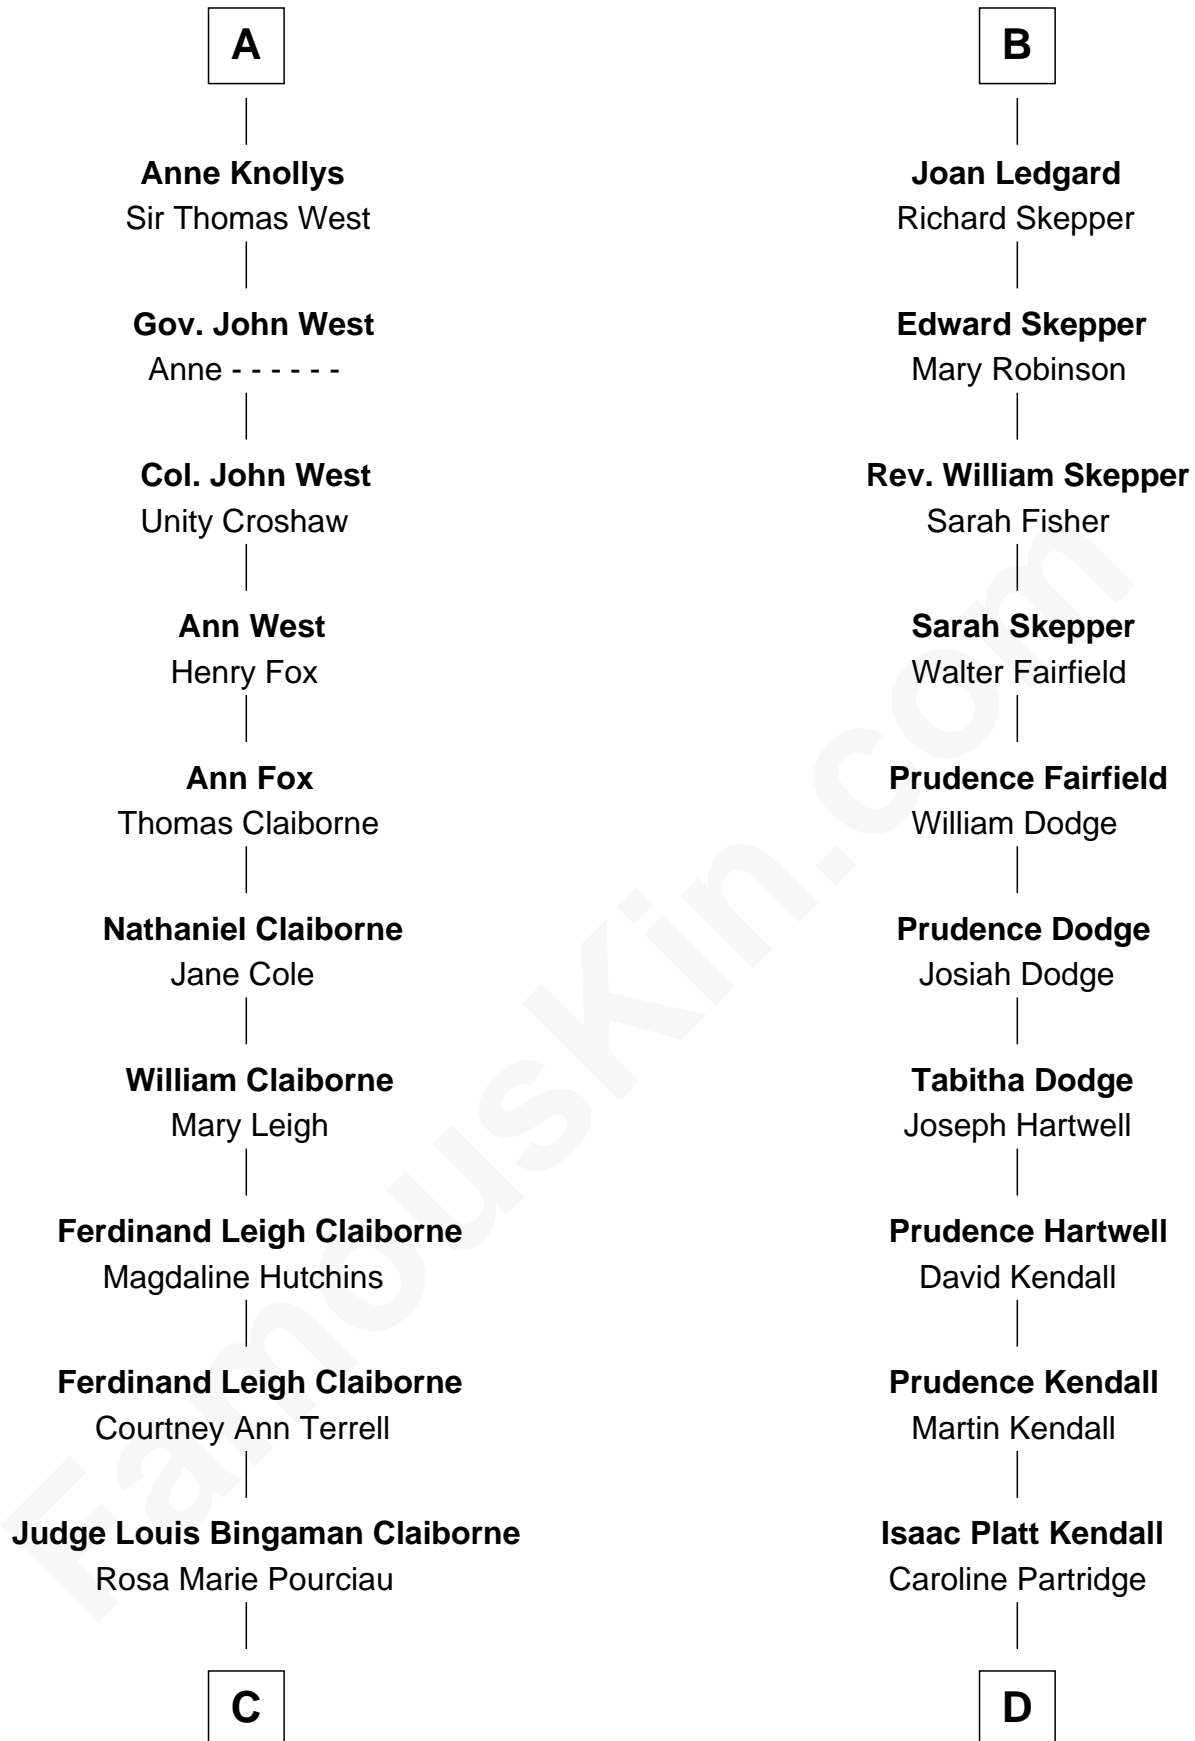 A
Anne Knollys
Sir Thomas West
Gov. John West
Anne - - - - - -
Col. John West
Unity Croshaw
Ann West
Henry Fox
Ann Fox
Thomas Claiborne
Nathaniel Claiborne
Jane Cole
William Claiborne
Mary Leigh
Ferdinand Leigh Claiborne
Magdaline Hutchins
Ferdinand Leigh Claiborne
Courtney Ann Terrell
Judge Louis Bingaman Claiborne
Rosa Marie Pourciau
C
B
Joan Ledgard
Richard Skepper
Edward Skepper
Mary Robinson
Rev. William Skepper
Sarah Fisher
Sarah Skepper
Walter Fairfield
Prudence Fairfield
William Dodge
Prudence Dodge
Josiah Dodge
Tabitha Dodge
Joseph Hartwell
Prudence Hartwell
David Kendall
Prudence Kendall
Martin Kendall
Isaac Platt Kendall
Caroline Partridge
D
FamousKin.com